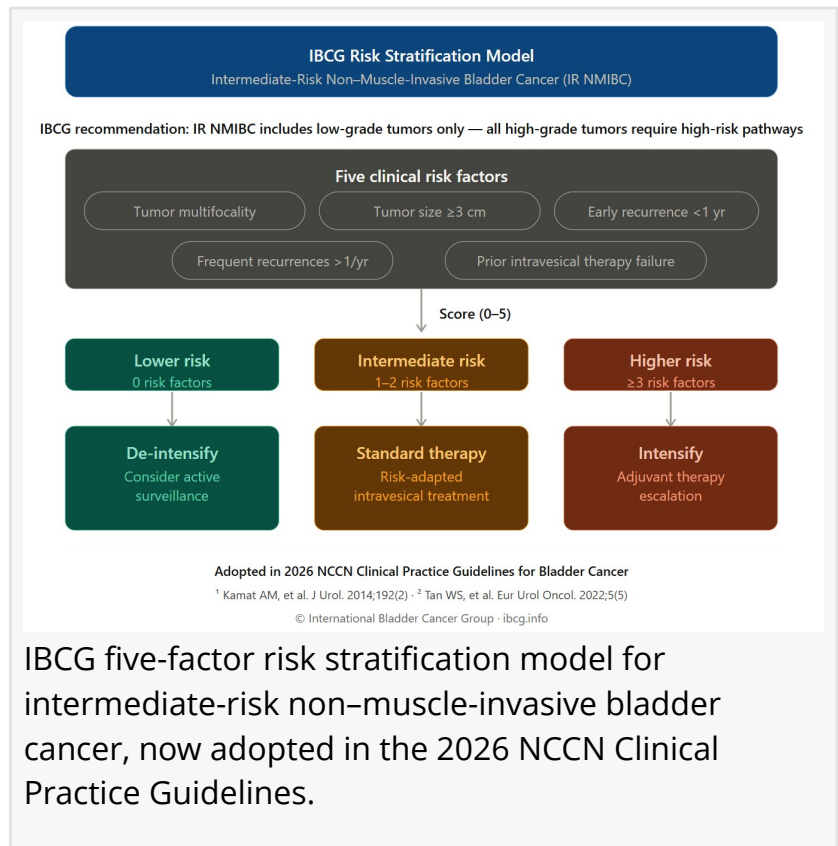 IBCG Risk Stratification Model
Intermediate-Risk Non–Muscle-Invasive Bladder Cancer (IR NMIBC)
IBCG recommendation: IR NMIBC includes low-grade tumors only — all high-grade tumors require high-risk pathways
Five clinical risk factors
Tumor multifocality
Tumor size ≥3 cm
Early recurrence <1 yr
Frequent recurrences >1/yr
Prior intravesical therapy failure
Score (0–5)
Lower risk
0 risk factors
Intermediate risk
1–2 risk factors
Higher risk
≥3 risk factors
De-intensify
Consider active
surveillance
Standard therapy
Risk-adapted
intravesical treatment
Intensify
Adjuvant therapy
escalation
Adopted in 2026 NCCN Clinical Practice Guidelines for Bladder Cancer
¹ Kamat AM, et al. J Urol. 2014;192(2) · ² Tan WS, et al. Eur Urol Oncol. 2022;5(5)
© International Bladder Cancer Group · ibcg.info
IBCG five-factor risk stratification model for
intermediate-risk non–muscle-invasive bladder
cancer, now adopted in the 2026 NCCN Clinical
Practice Guidelines.